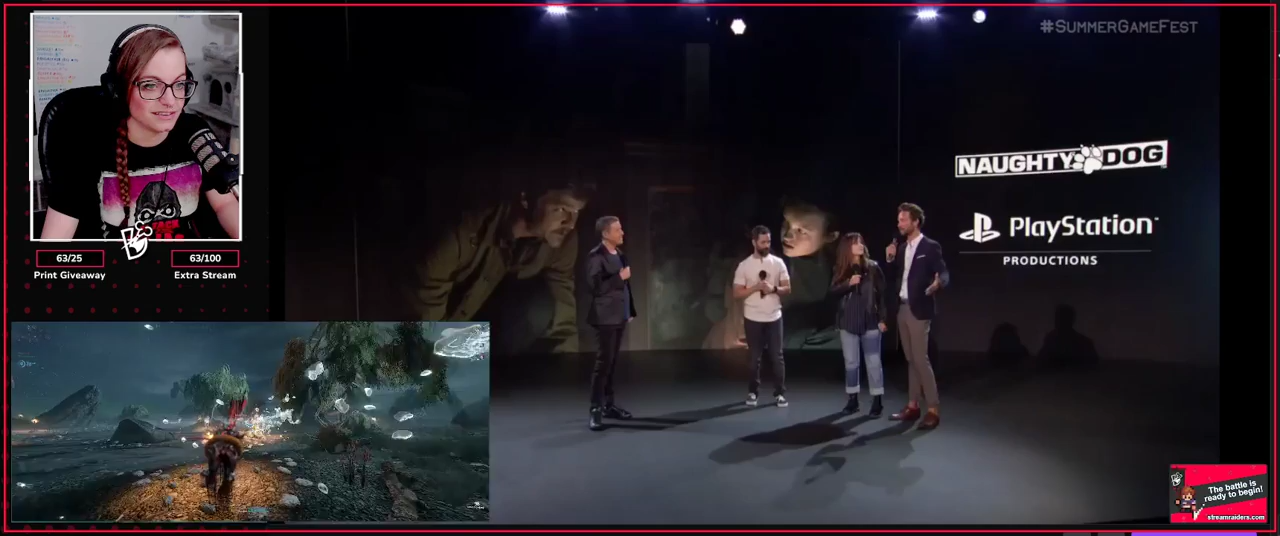 #SUMMERGAMEFEST
NAUGHTY DOG
PlayStation™
PRODUCTIONS
63/25
Print Giveaway
63/100
Extra Stream
The battle is
ready to begin!
streamraiders.com